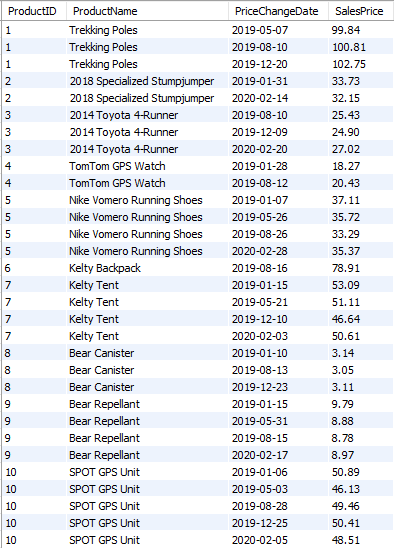 ProductID ProductName PriceChangeDate SalesPrice
1 Trekking Poles 2019-05-07 99.84
1 Trekking Poles 2019-08-10 100.81
1 Trekking Poles 2019-12-20 102.75
2 2018 Specialized Stumpjumper 2019-01-31 33.73
2 2018 Specialized Stumpjumper 2020-02-14 32.15
3 2014 Toyota 4-Runner 2019-08-10 25.43
3 2014 Toyota 4-Runner 2019-12-09 24.90
3 2014 Toyota 4-Runner 2020-02-20 27.02
4 TomTom GPS Watch 2019-01-28 18.27
4 TomTom GPS Watch 2019-08-12 20.43
5 Nike Vomero Running Shoes 2019-01-07 37.11
5 Nike Vomero Running Shoes 2019-05-26 35.72
5 Nike Vomero Running Shoes 2019-08-26 33.29
5 Nike Vomero Running Shoes 2020-02-28 35.37
6 Kelty Backpack 2019-08-16 78.91
7 Kelty Tent 2019-01-15 53.09
7 Kelty Tent 2019-05-21 51.11
7 Kelty Tent 2019-12-10 46.64
7 Kelty Tent 2020-02-03 50.61
8 Bear Canister 2019-01-10 3.14
8 Bear Canister 2019-08-13 3.05
8 Bear Canister 2019-12-23 3.11
9 Bear Repellant 2019-01-15 9.79
9 Bear Repellant 2019-05-31 8.88
9 Bear Repellant 2019-08-15 8.78
9 Bear Repellant 2020-02-17 8.97
10 SPOT GPS Unit 2019-01-06 50.89
10 SPOT GPS Unit 2019-05-03 46.13
10 SPOT GPS Unit 2019-08-28 49.46
10 SPOT GPS Unit 2019-12-25 50.41
10 SPOT GPS Unit 2020-02-05 48.51